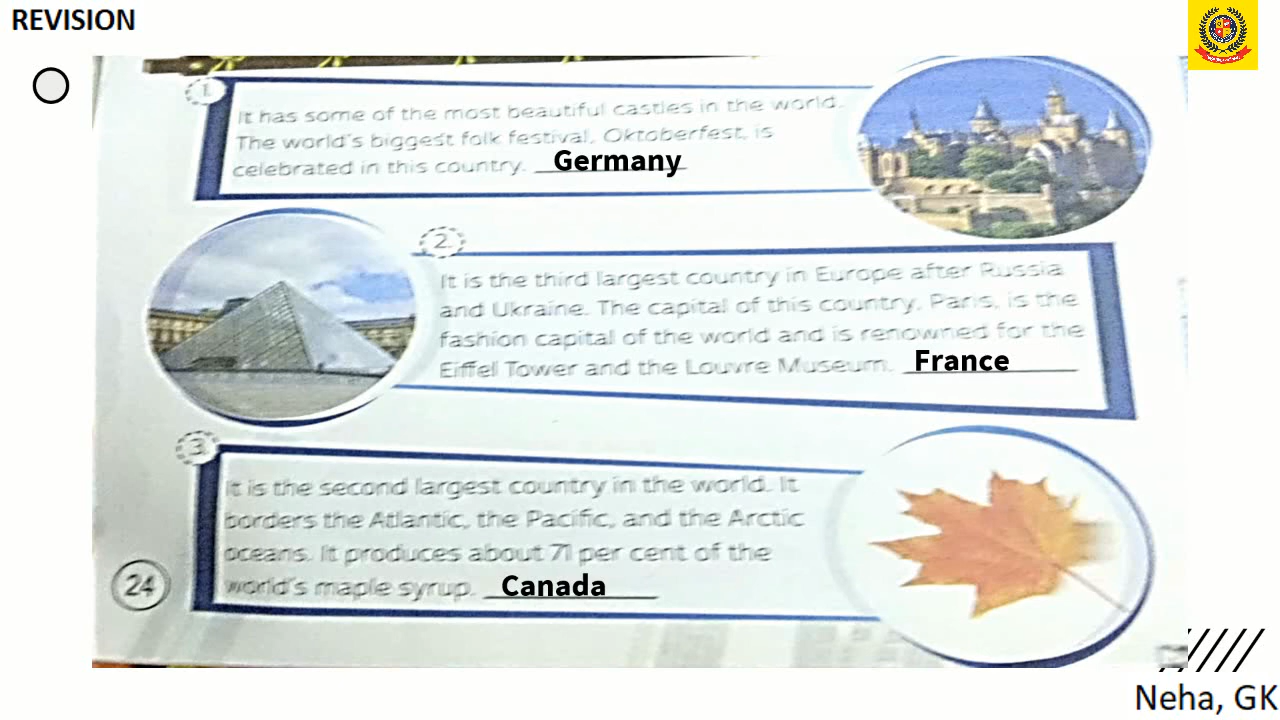 REVISION
1.
It has some of the most beautiful castles in the world.
The world's biggest folk festival, Oktoberfest, is
celebrated in this country. Germany
2.
It is the third largest country in Europe after Russia
and Ukraine. The capital of this country, Paris, is the
fashion capital of the world and is renowned for the
Eiffel Tower and the Louvre Museum. France
3.
It is the second largest country in the world. It
borders the Atlantic, the Pacific, and the Arctic
oceans. It produces about 71 per cent of the
world's maple syrup. Canada
24
Neha, GK